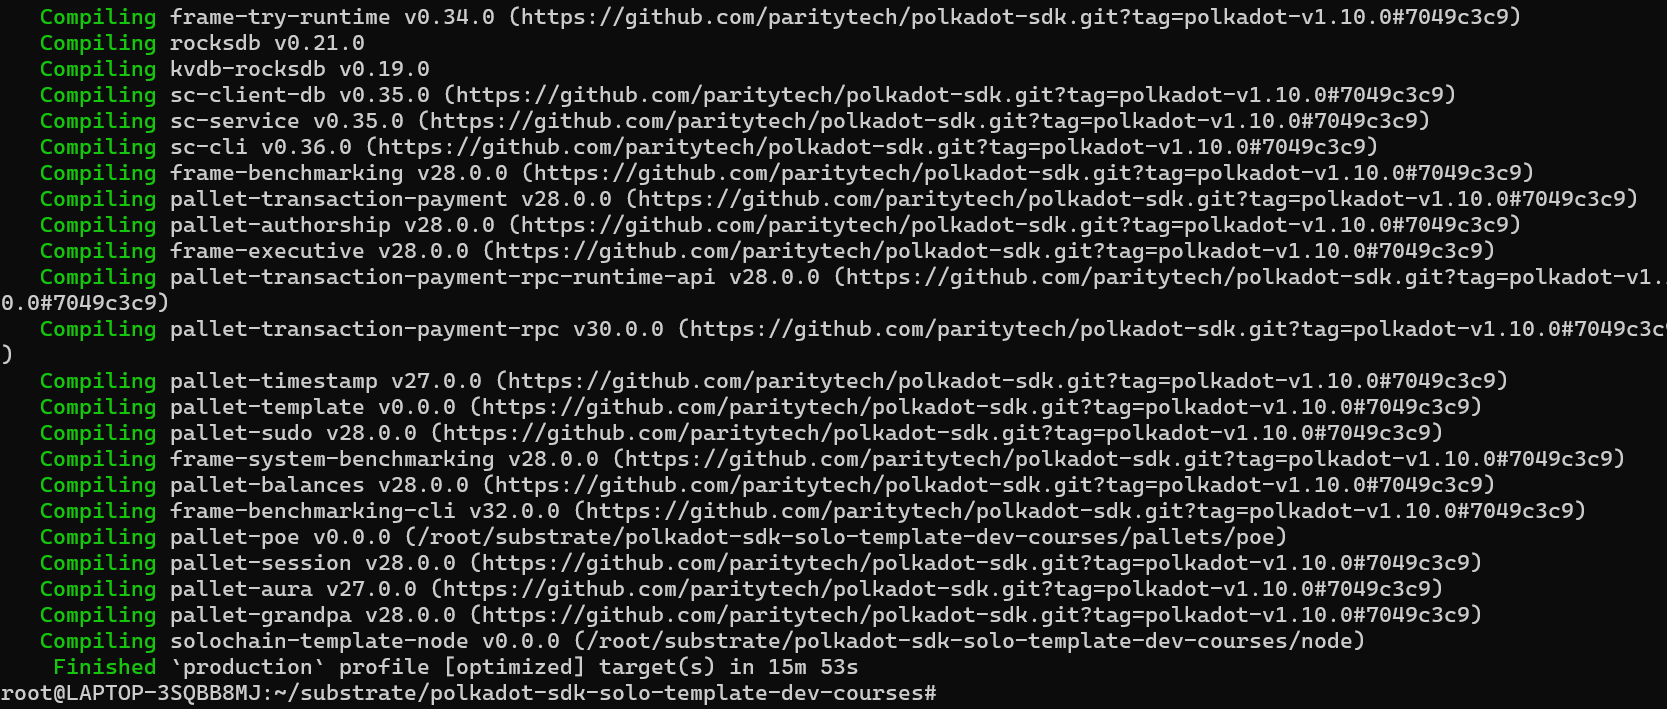 Compiling frame-try-runtime v0.34.0 (https://github.com/paritytech/polkadot-sdk.git?tag=polkadot-v1.10.0#7049c3c9)
Compiling rocksdb v0.21.0
Compiling kvdb-rocksdb v0.19.0
Compiling sc-client-db v0.35.0 (https://github.com/paritytech/polkadot-sdk.git?tag=polkadot-v1.10.0#7049c3c9)
Compiling sc-service v0.35.0 (https://github.com/paritytech/polkadot-sdk.git?tag=polkadot-v1.10.0#7049c3c9)
Compiling sc-cli v0.36.0 (https://github.com/paritytech/polkadot-sdk.git?tag=polkadot-v1.10.0#7049c3c9)
Compiling frame-benchmarking v28.0.0 (https://github.com/paritytech/polkadot-sdk.git?tag=polkadot-v1.10.0#7049c3c9)
Compiling pallet-transaction-payment v28.0.0 (https://github.com/paritytech/polkadot-sdk.git?tag=polkadot-v1.10.0#7049c3c9)
Compiling pallet-authorship v28.0.0 (https://github.com/paritytech/polkadot-sdk.git?tag=polkadot-v1.10.0#7049c3c9)
Compiling frame-executive v28.0.0 (https://github.com/paritytech/polkadot-sdk.git?tag=polkadot-v1.10.0#7049c3c9)
Compiling pallet-transaction-payment-rpc-runtime-api v28.0.0 (https://github.com/paritytech/polkadot-sdk.git?tag=polkadot-v1.
0.0#7049c3c9)
Compiling pallet-transaction-payment-rpc v30.0.0 (https://github.com/paritytech/polkadot-sdk.git?tag=polkadot-v1.10.0#7049c3c9
)
Compiling pallet-timestamp v27.0.0 (https://github.com/paritytech/polkadot-sdk.git?tag=polkadot-v1.10.0#7049c3c9)
Compiling pallet-template v0.0.0 (https://github.com/paritytech/polkadot-sdk.git?tag=polkadot-v1.10.0#7049c3c9)
Compiling pallet-sudo v28.0.0 (https://github.com/paritytech/polkadot-sdk.git?tag=polkadot-v1.10.0#7049c3c9)
Compiling frame-system-benchmarking v28.0.0 (https://github.com/paritytech/polkadot-sdk.git?tag=polkadot-v1.10.0#7049c3c9)
Compiling pallet-balances v28.0.0 (https://github.com/paritytech/polkadot-sdk.git?tag=polkadot-v1.10.0#7049c3c9)
Compiling frame-benchmarking-cli v32.0.0 (https://github.com/paritytech/polkadot-sdk.git?tag=polkadot-v1.10.0#7049c3c9)
Compiling pallet-poe v0.0.0 (/root/substrate/polkadot-sdk-solo-template-dev-courses/pallets/poe)
Compiling pallet-session v28.0.0 (https://github.com/paritytech/polkadot-sdk.git?tag=polkadot-v1.10.0#7049c3c9)
Compiling pallet-aura v27.0.0 (https://github.com/paritytech/polkadot-sdk.git?tag=polkadot-v1.10.0#7049c3c9)
Compiling pallet-grandpa v28.0.0 (https://github.com/paritytech/polkadot-sdk.git?tag=polkadot-v1.10.0#7049c3c9)
Compiling solochain-template-node v0.0.0 (/root/substrate/polkadot-sdk-solo-template-dev-courses/node)
Finished `production` profile [optimized] target(s) in 15m 53s
root@LAPTOP-3SQBB8MJ:~/substrate/polkadot-sdk-solo-template-dev-courses#